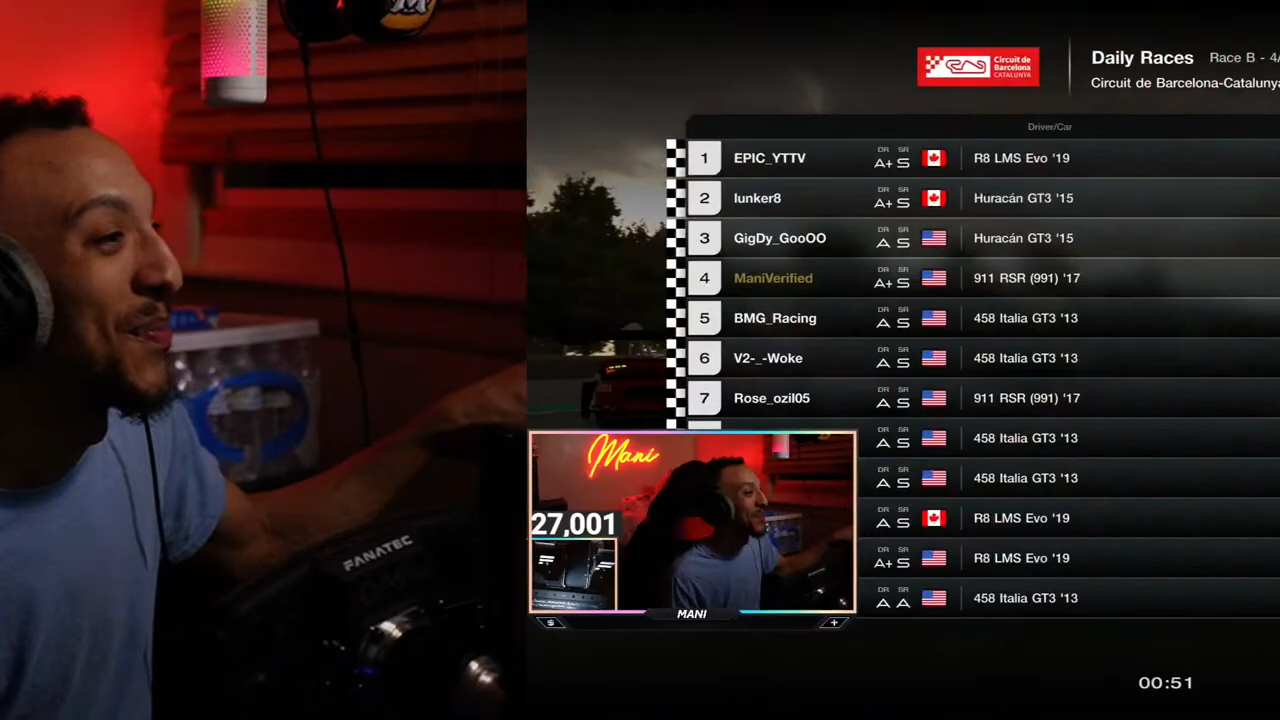 Circuit de
Barcelona
CATALUNYA
Daily Races Race B - 4/
Circuit de Barcelona-Catalunya
Driver/Car
1 EPIC_YTTV DR A+ SR S R8 LMS Evo '19
2 lunker8 DR A+ SR S Huracán GT3 '15
3 GigDy_GooOO DR A SR S Huracán GT3 '15
4 ManiVerified DR A+ SR S 911 RSR (991) '17
5 BMG_Racing DR A SR S 458 Italia GT3 '13
6 V2-_-Woke DR A SR S 458 Italia GT3 '13
7 Rose_ozil05 DR A SR S 911 RSR (991) '17
DR A SR S 458 Italia GT3 '13
DR A SR S 458 Italia GT3 '13
DR A SR S R8 LMS Evo '19
DR A+ SR S R8 LMS Evo '19
DR A SR A 458 Italia GT3 '13
Mani
27,001
MANI
$ +
FANATEC
00:51